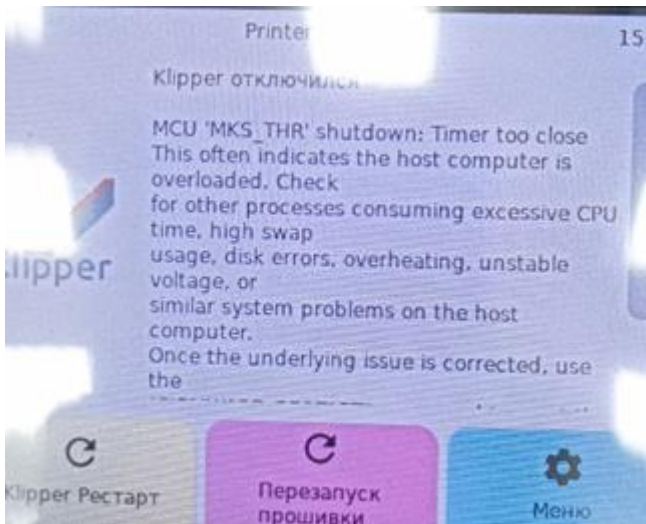 Printer
15
Klipper отключился
MCU 'MKS_THR' shutdown: Timer too close
This often indicates the host computer is
overloaded. Check
for other processes consuming excessive CPU
time, high swap
usage, disk errors, overheating, unstable
voltage, or
similar system problems on the host
computer.
Once the underlying issue is corrected, use
the
klipper
Klipper Рестарт
Перезапуск
прошивки
Меню